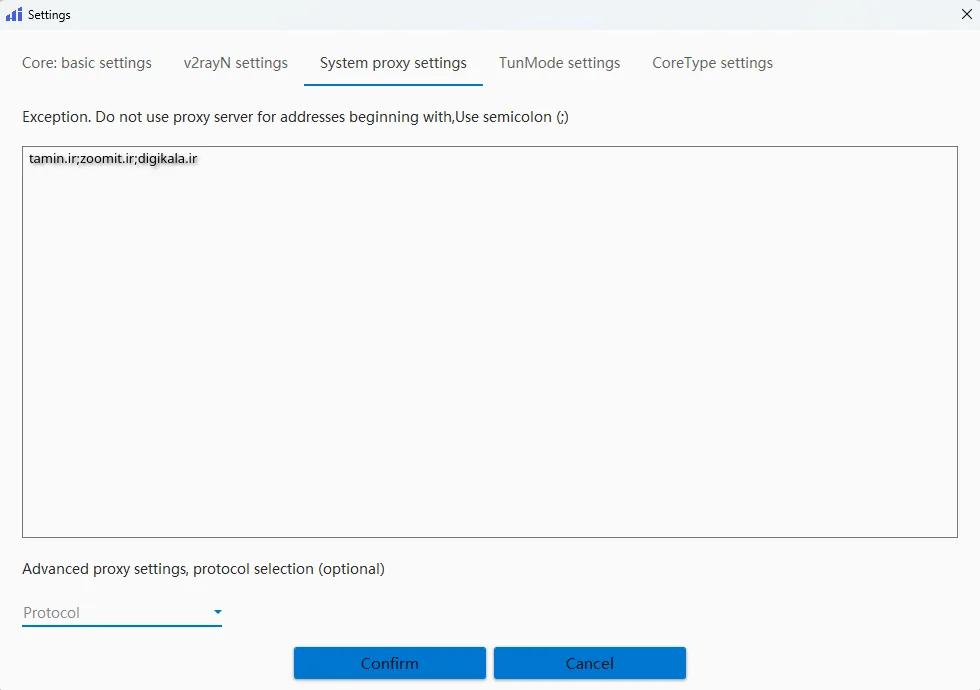 Settings
Core: basic settings v2rayN settings System proxy settings TunMode settings CoreType settings
Exception. Do not use proxy server for addresses beginning with,Use semicolon (;)
tamin.ir;zoomit.ir;digikala.ir
Advanced proxy settings, protocol selection (optional)
Protocol
Confirm Cancel